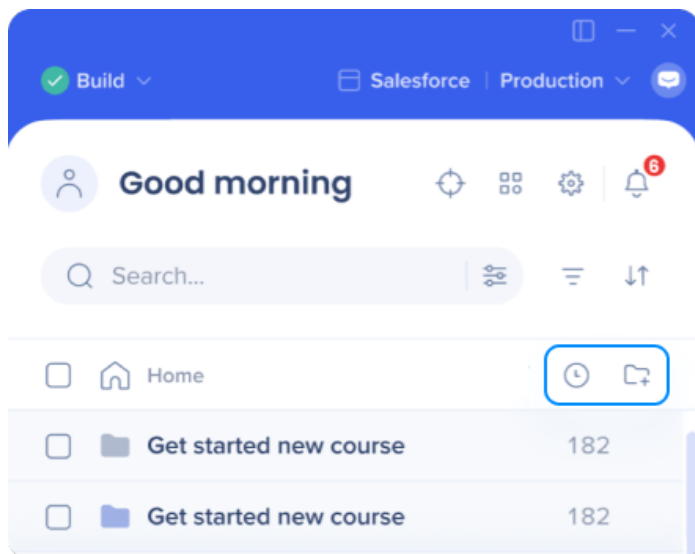 Build
Salesforce | Production
Good morning
6
Search...
Home
Get started new course 182
Get started new course 182